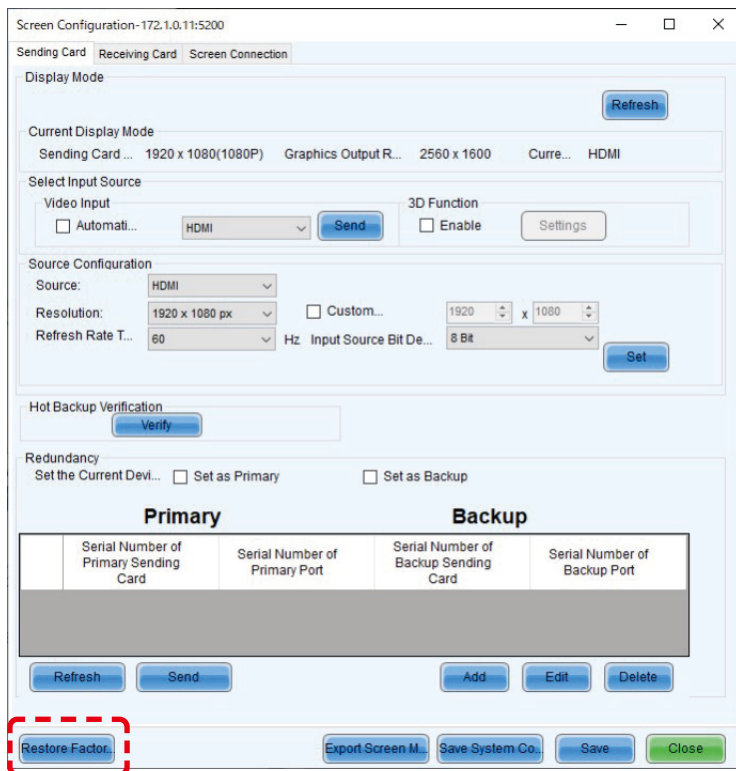 Screen Configuration-172.1.0.11:5200
Sending Card Receiving Card Screen Connection
Display Mode
Refresh
Current Display Mode
Sending Card ... 1920 x 1080(1080P) Graphics Output R... 2560 x 1600 Curre... HDMI
Select Input Source
Video Input 3D Function
Automati... HDMI Send Enable Settings
Source Configuration
Source: HDMI
Resolution: 1920 x 1080 px Custom... 1920 x 1080
Refresh Rate T... 60 Hz Input Source Bit De... 8 Bit
Set
Hot Backup Verification
Verify
Redundancy
Set the Current Devi... Set as Primary Set as Backup
Primary Backup
Serial Number of Primary Sending Card Serial Number of Primary Port Serial Number of Backup Sending Card Serial Number of Backup Port
Refresh Send Add Edit Delete
Restore Factor... Export Screen M... Save System Co... Save Close